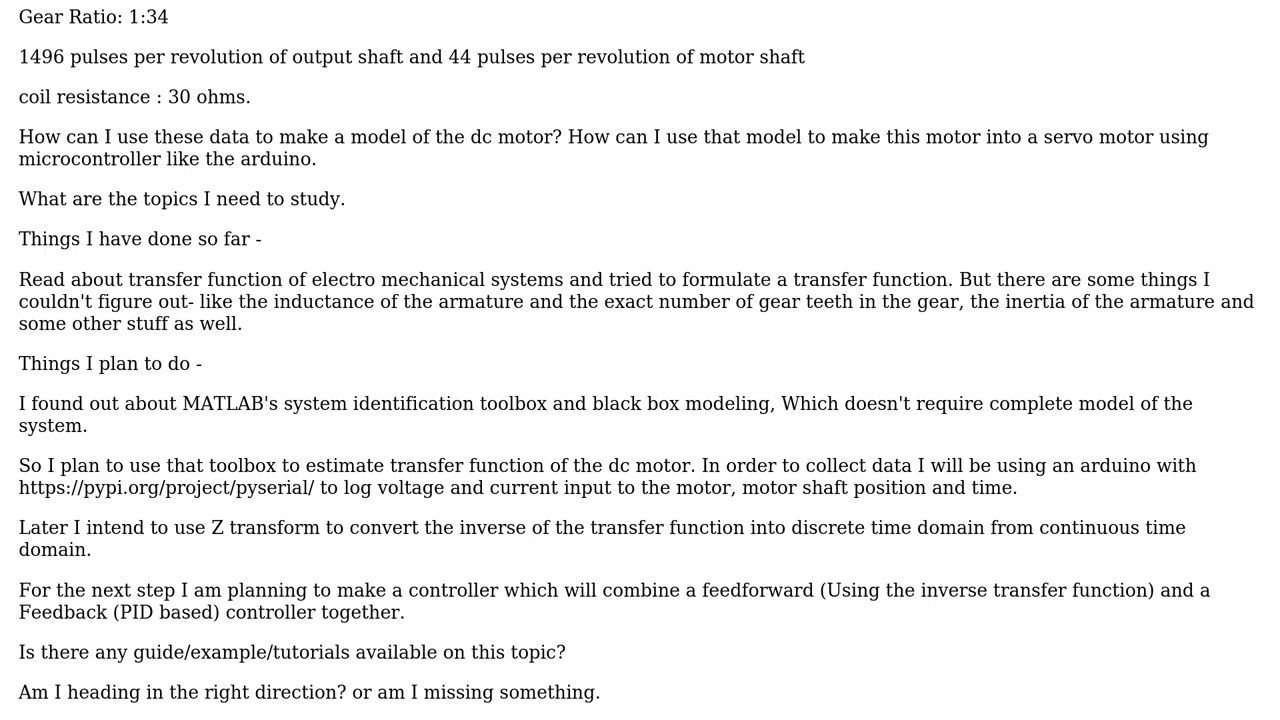 Gear Ratio: 1:34
1496 pulses per revolution of output shaft and 44 pulses per revolution of motor shaft
coil resistance : 30 ohms.
How can I use these data to make a model of the dc motor? How can I use that model to make this motor into a servo motor using
microcontroller like the arduino.
What are the topics I need to study.
Things I have done so far -
Read about transfer function of electro mechanical systems and tried to formulate a transfer function. But there are some things I
couldn't figure out- like the inductance of the armature and the exact number of gear teeth in the gear, the inertia of the armature and
some other stuff as well.
Things I plan to do -
I found out about MATLAB's system identification toolbox and black box modeling, Which doesn't require complete model of the
system.
So I plan to use that toolbox to estimate transfer function of the dc motor. In order to collect data I will be using an arduino with
https://pypi.org/project/pyserial/ to log voltage and current input to the motor, motor shaft position and time.
Later I intend to use Z transform to convert the inverse of the transfer function into discrete time domain from continuous time
domain.
For the next step I am planning to make a controller which will combine a feedforward (Using the inverse transfer function) and a
Feedback (PID based) controller together.
Is there any guide/example/tutorials available on this topic?
Am I heading in the right direction? or am I missing something.